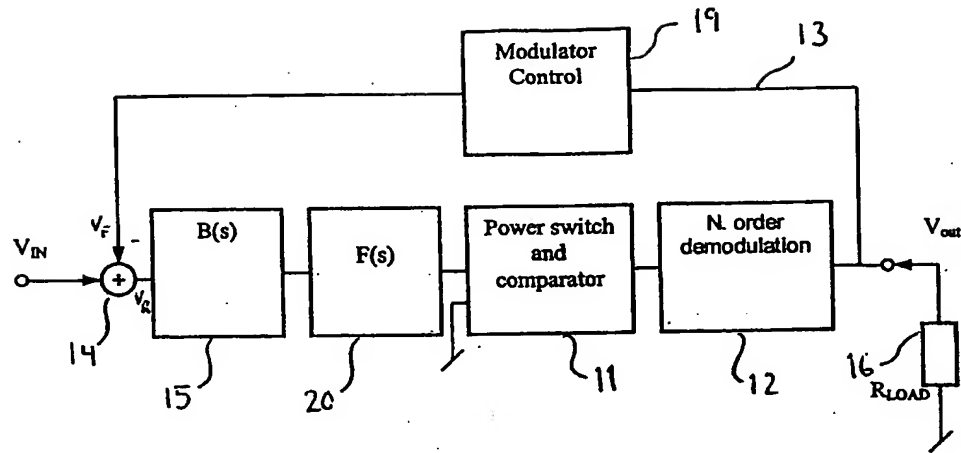 19
13
Modulator
Control
V_F
-
V_IN
+
V_R
B(s)
F(s)
Power switch
and
comparator
N. order
demodulation
V_out
14
15
20
11
12
16
R_LOAD